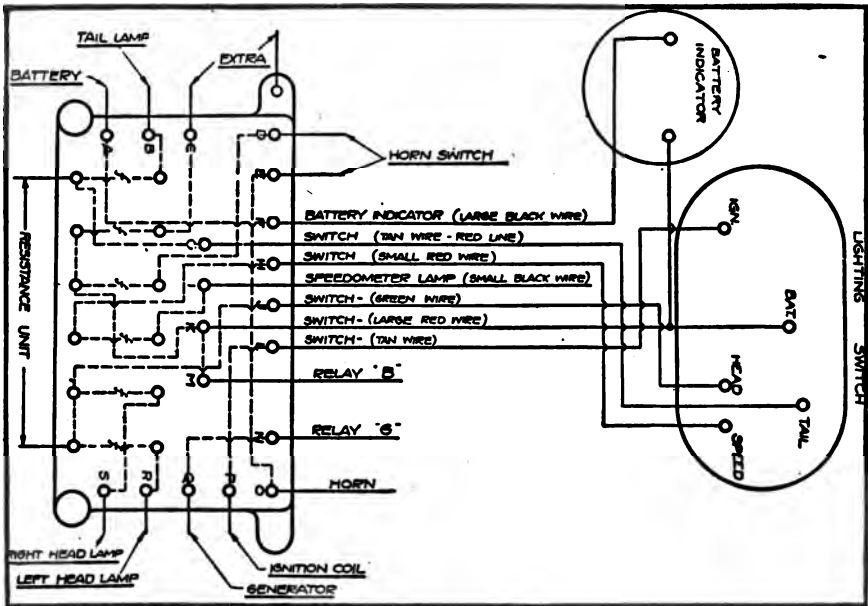 TAIL LAMP
EXTRA
BATTERY
A
B
E
D
HORN SWITCH
BATTERY INDICATOR (LARGE BLACK WIRE)
SWITCH (TAN WIRE - RED LINE)
SWITCH (SMALL RED WIRE)
SPEEDOMETER LAMP (SMALL BLACK WIRE)
SWITCH- (GREEN WIRE)
SWITCH- (LARGE RED WIRE)
SWITCH- (TAN WIRE)
K
M
RELAY "B"
RELAY "G"
N
S
R
Q
P
O
HORN
RIGHT HEAD LAMP
LEFT HEAD LAMP
IGNITION COIL
GENERATOR
RESISTANCE UNIT
BATTERY
INDICATOR
IGN
BAT
HEAD
TAIL
SPEED
LIGHTING SWITCH